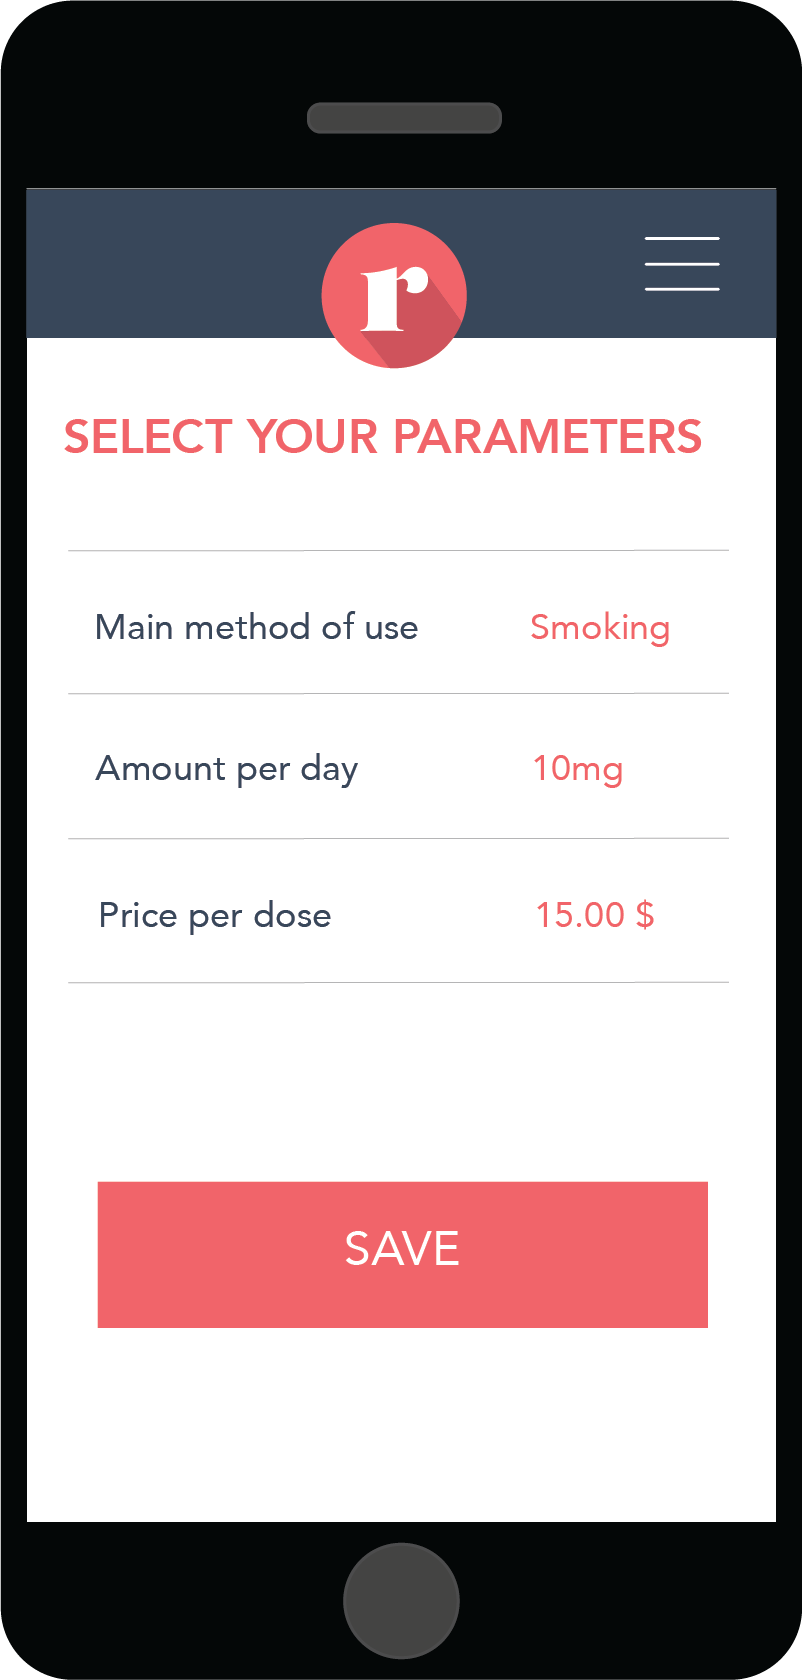 r
SELECT YOUR PARAMETERS
Main method of use Smoking
Amount per day 10mg
Price per dose 15.00 $
SAVE